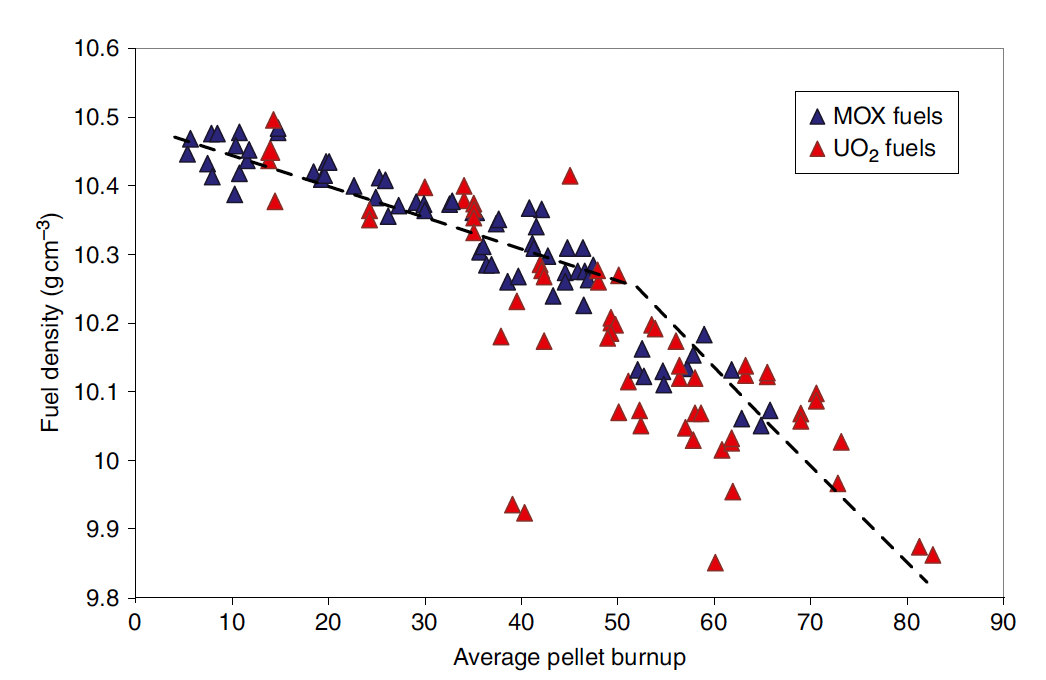 10.6
10.5
10.4
10.3
10.2
10.1
10
9.9
9.8
Fuel density (g cm⁻³)
MOX fuels
UO₂ fuels
0 10 20 30 40 50 60 70 80 90
Average pellet burnup